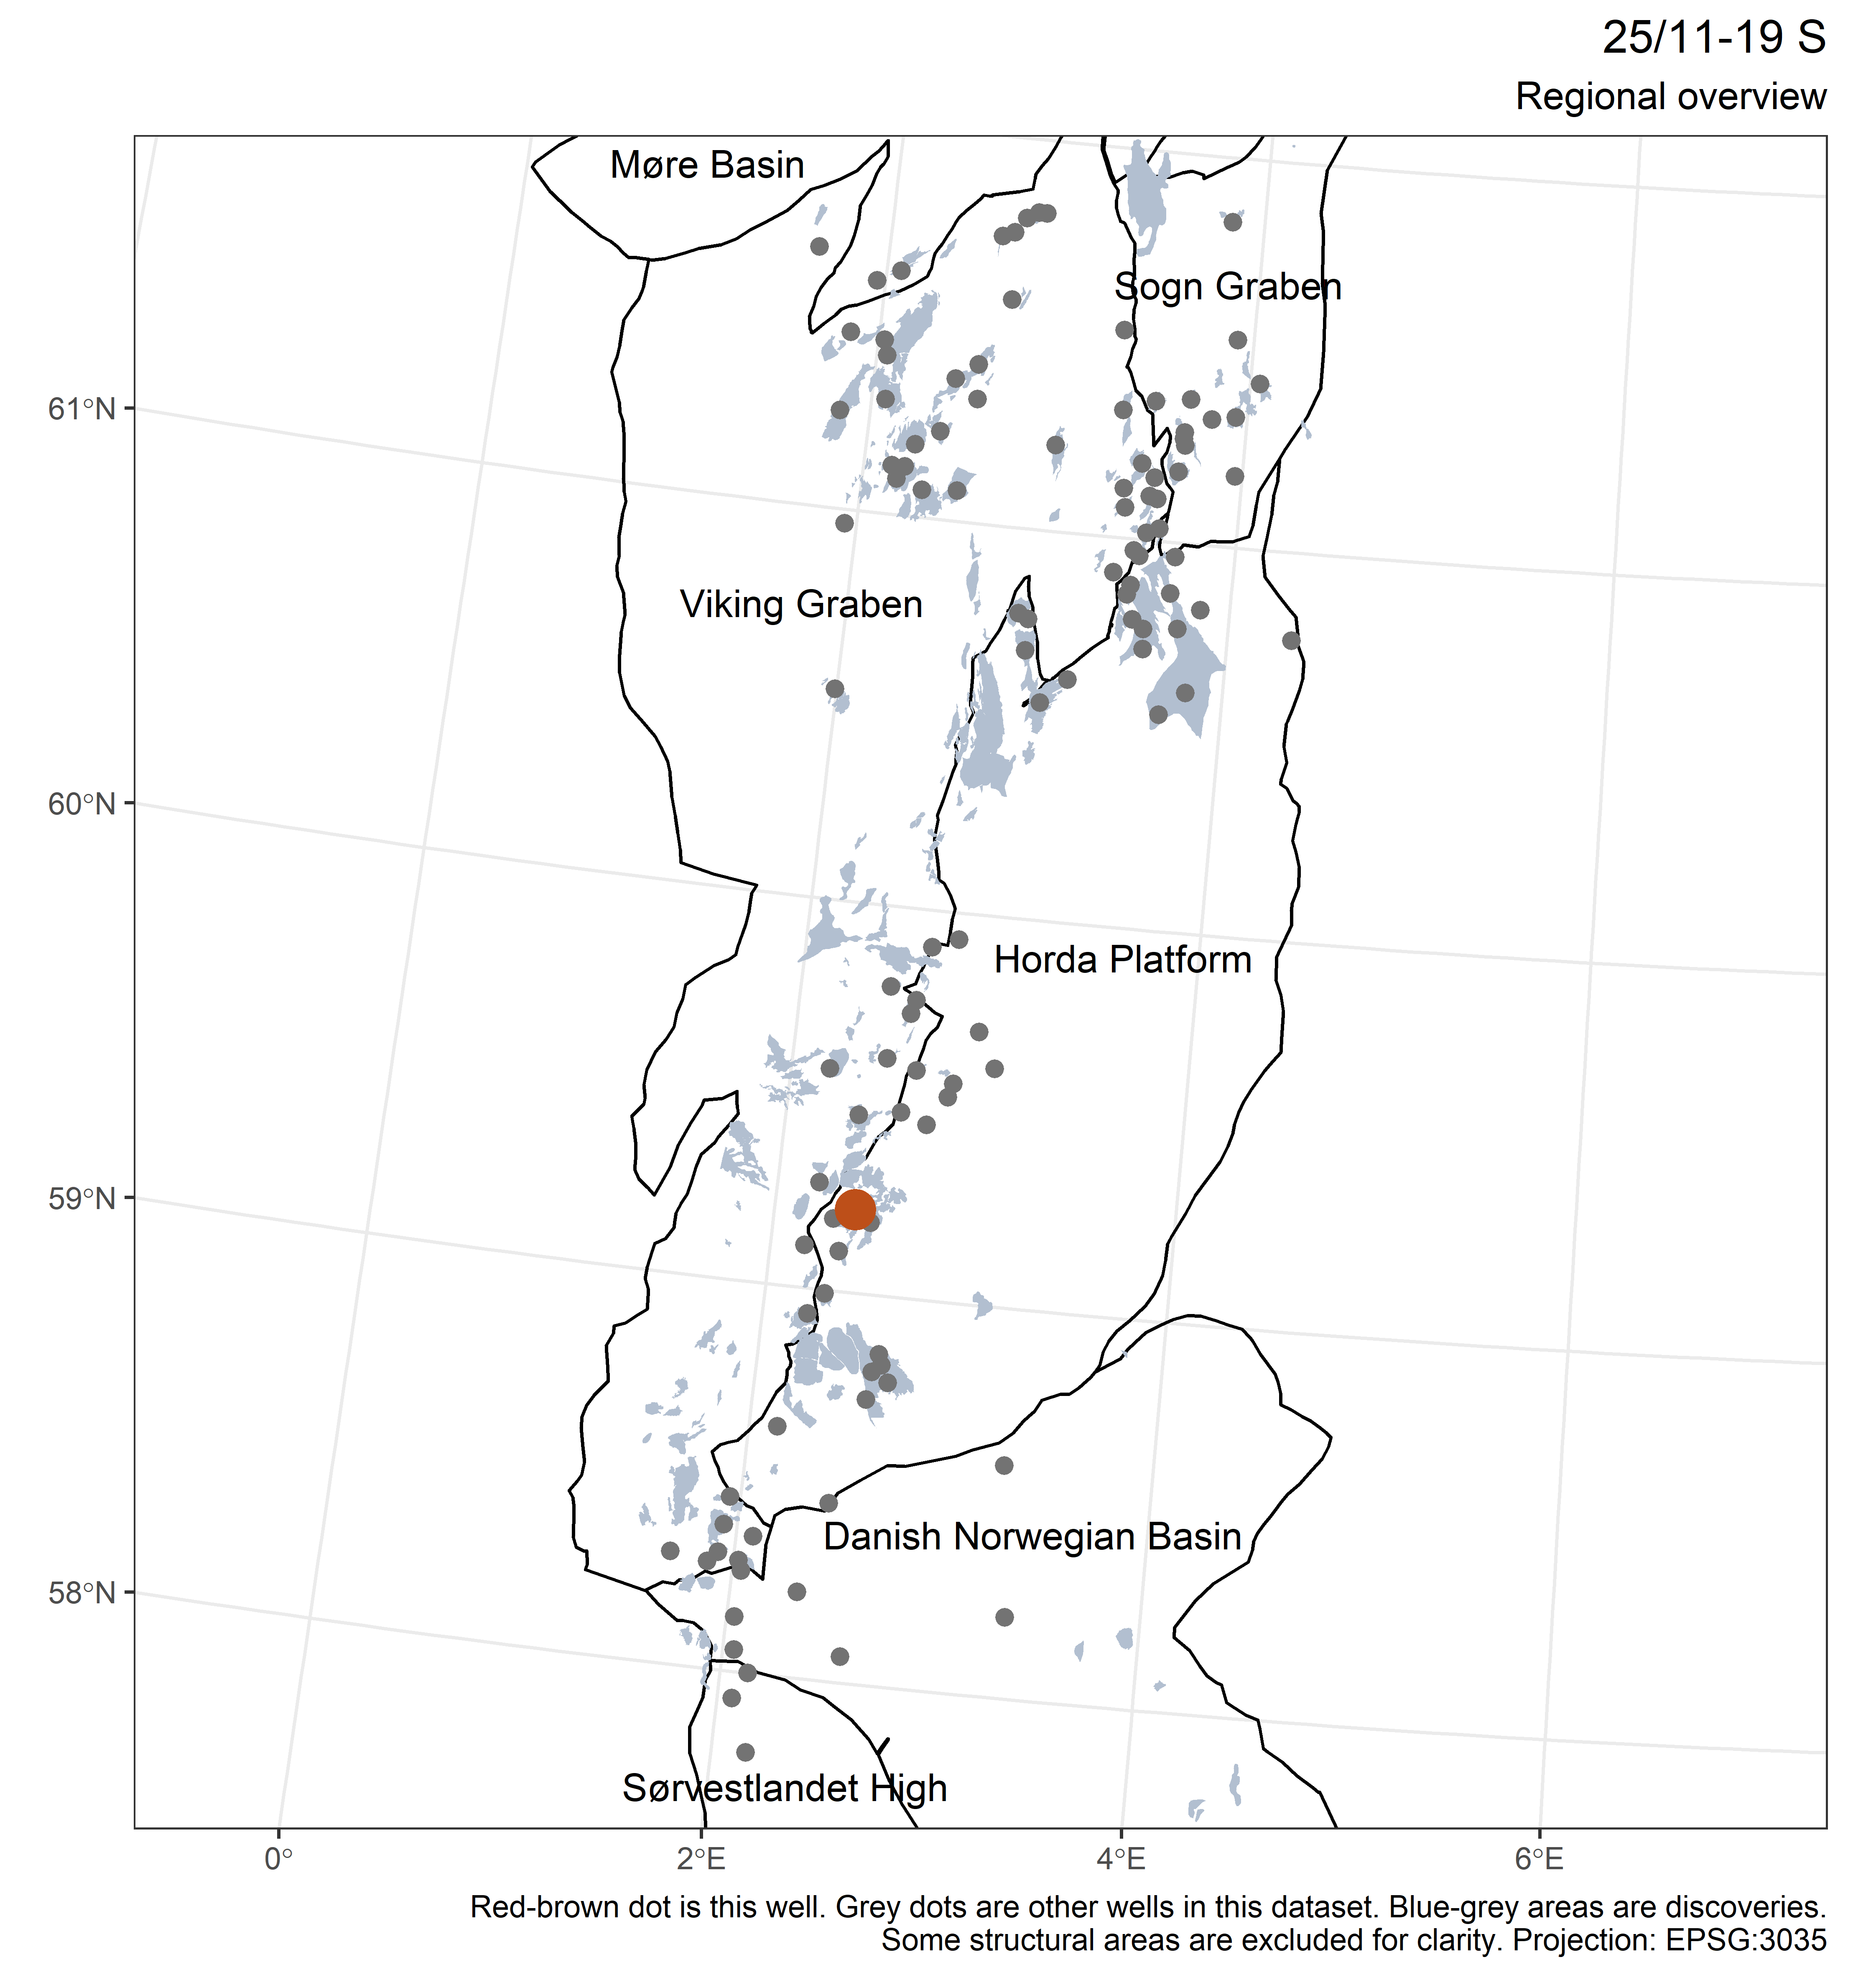 25/11-19 S
Regional overview
Møre Basin
Sogn Graben
61°N
Viking Graben
60°N
Horda Platform
59°N
Danish Norwegian Basin
58°N
Sørvestlandet High
0°
2°E
4°E
6°E
Red-brown dot is this well. Grey dots are other wells in this dataset. Blue-grey areas are discoveries.
Some structural areas are excluded for clarity. Projection: EPSG:3035